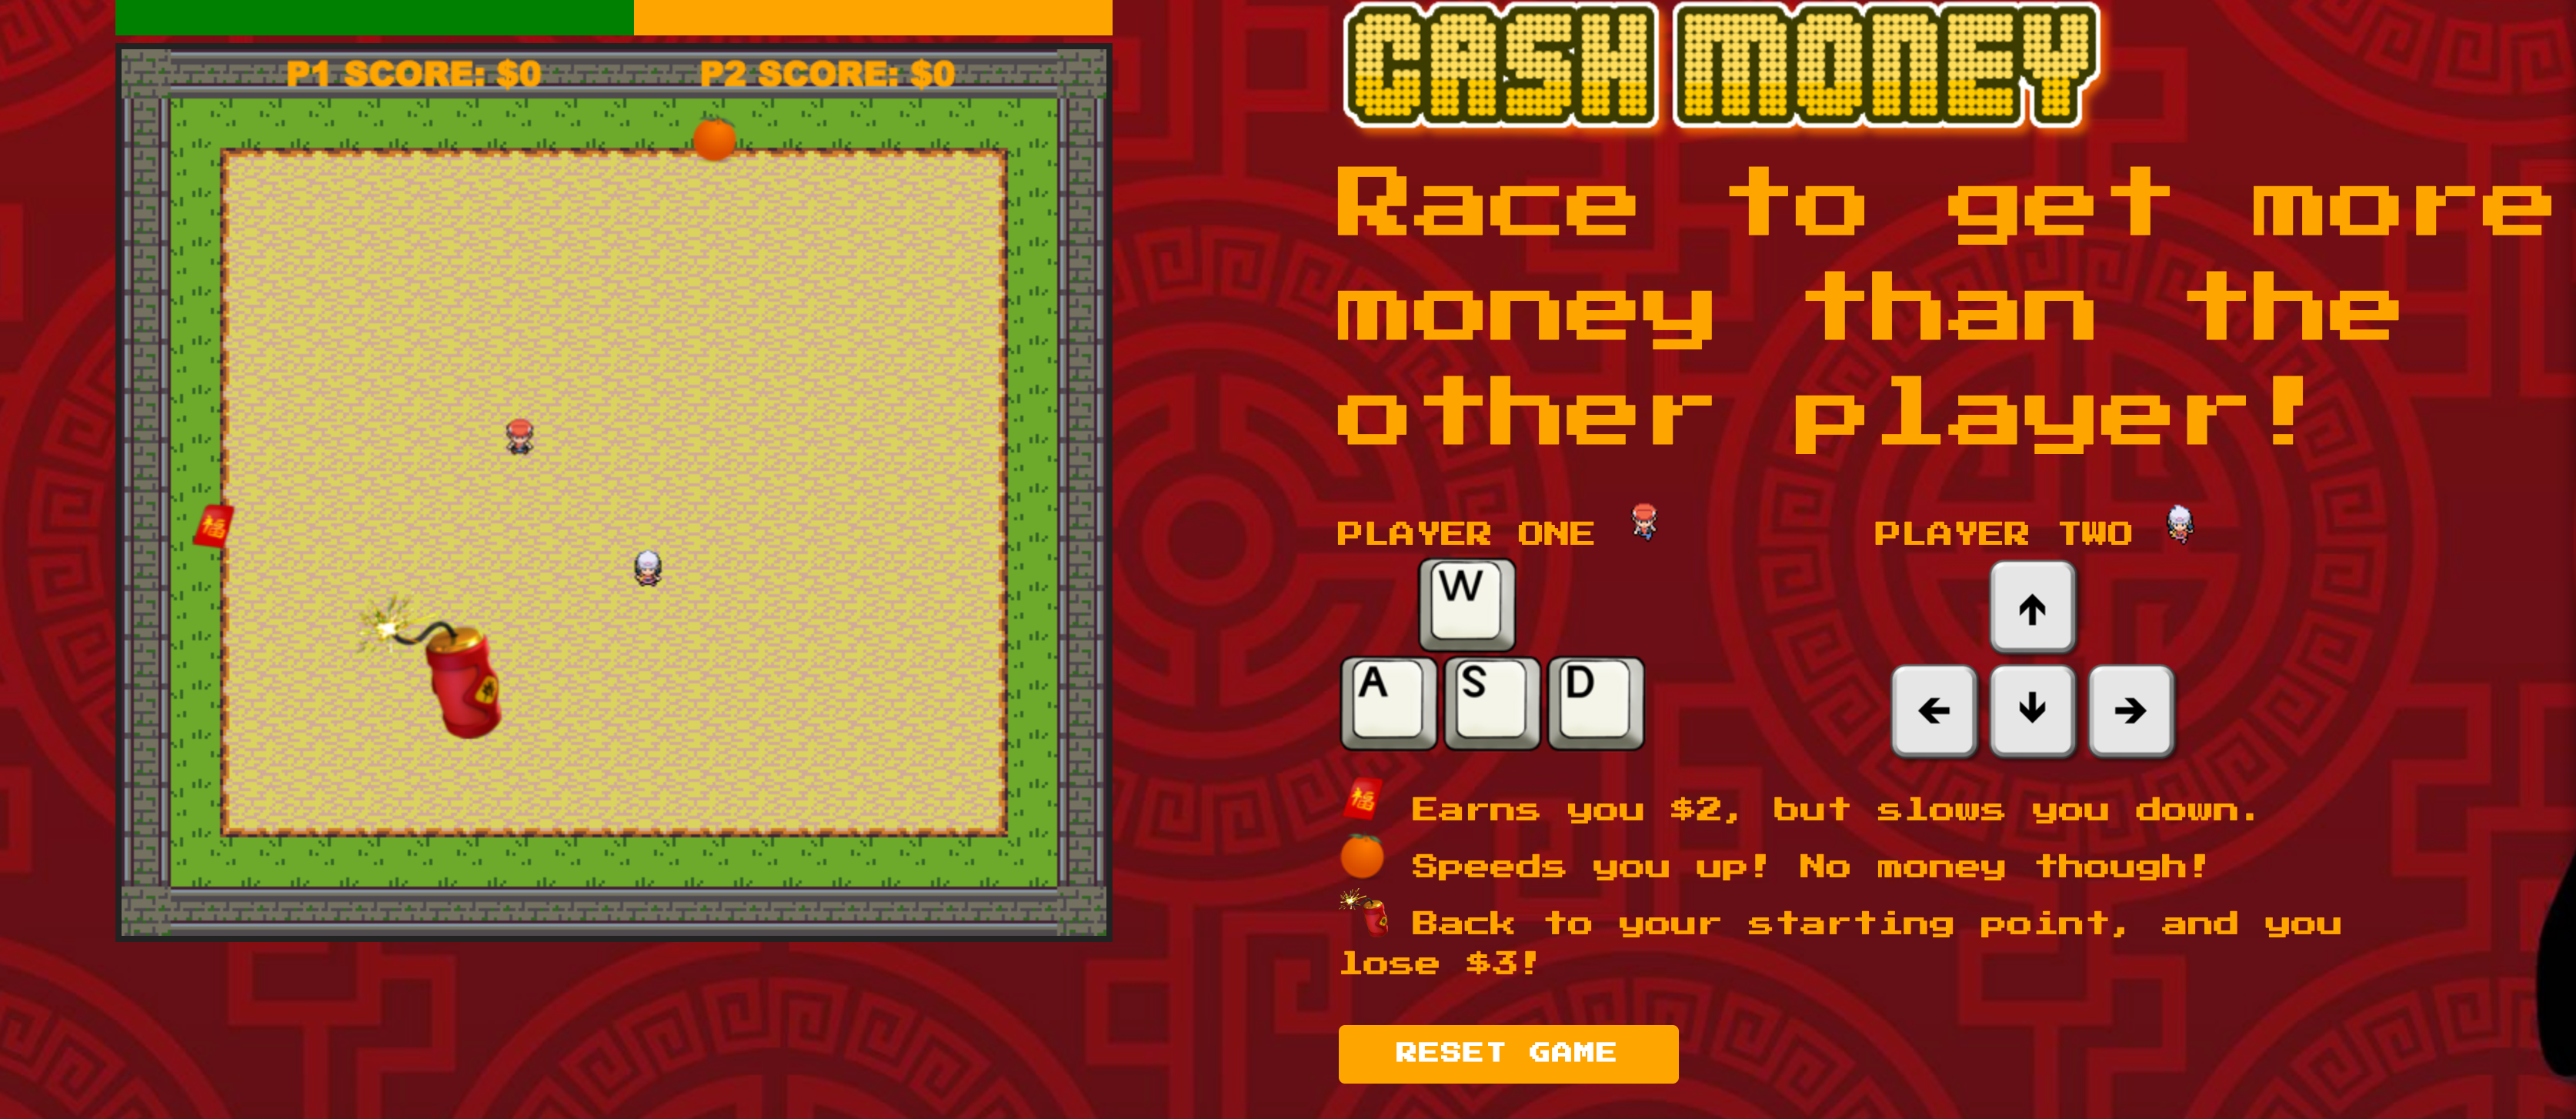 P1 SCORE: $0 P2 SCORE: $0
福
CASH MONEY
Race to get more
money than the
other player!
PLAYER ONE PLAYER TWO
W
↑
A S D
← ↓ →
福 Earns you $2, but slows you down.
Speeds you up! No money though!
Back to your starting point, and you
lose $3!
RESET GAME